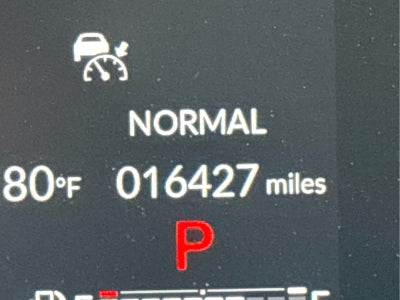 NORMAL
80°F 016427 miles
P
E F